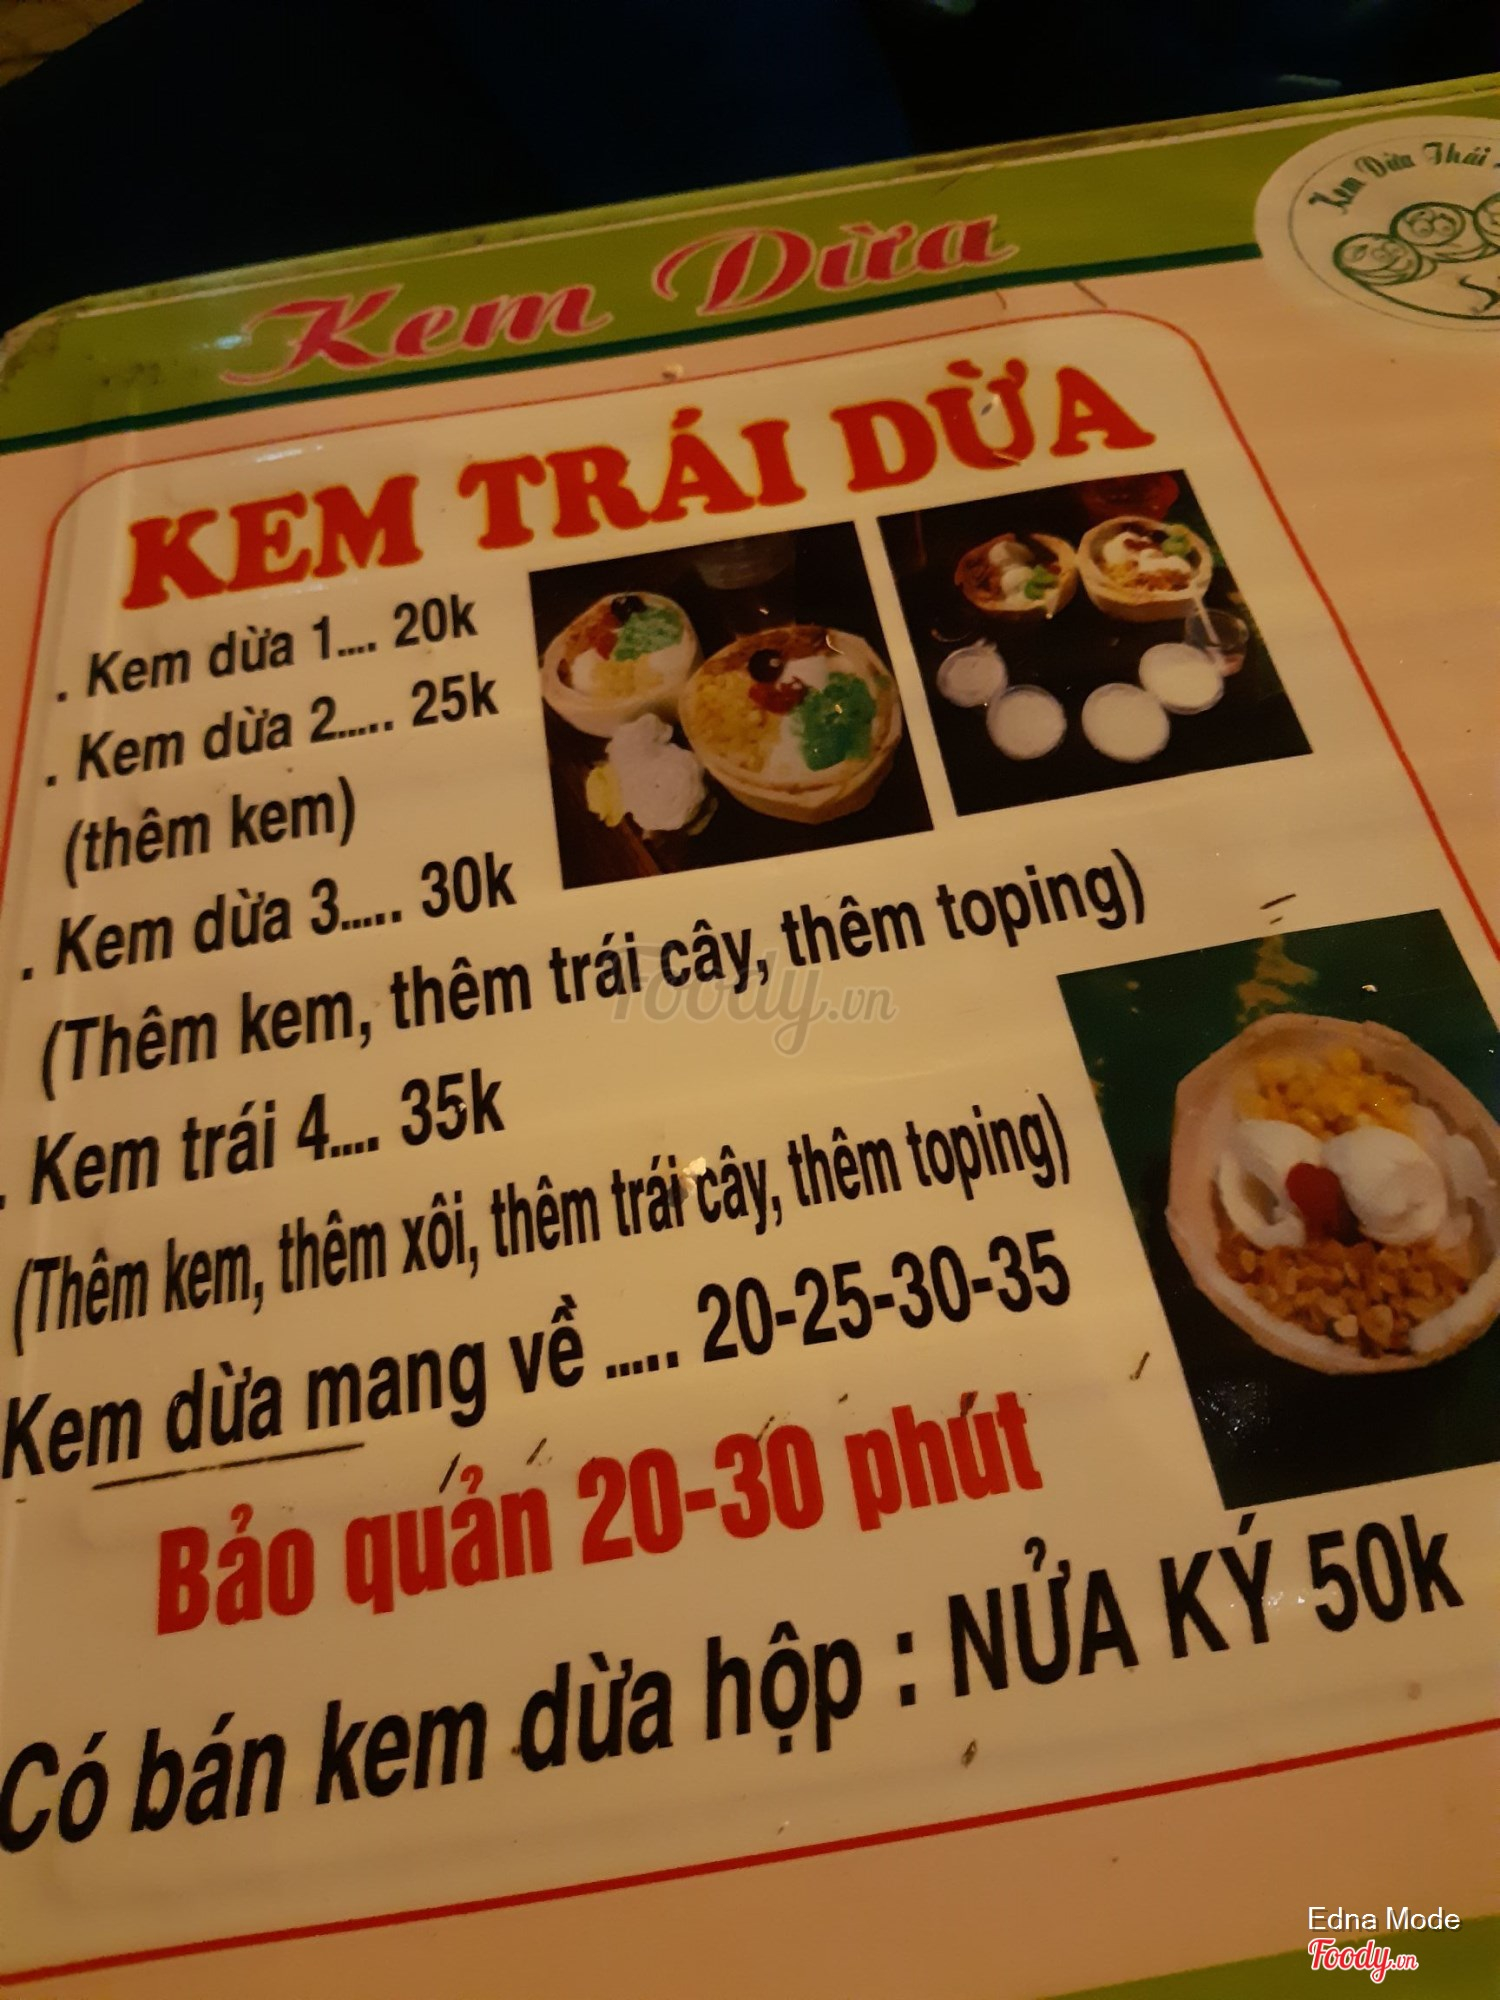 Kem Dừa
Kem Dừa Thái
KEM TRÁI DỪA
. Kem dừa 1.... 20k
. Kem dừa 2..... 25k
(thêm kem)
. Kem dừa 3..... 30k
(Thêm kem, thêm trái cây, thêm toping)
. Kem trái 4.... 35k
(Thêm kem, thêm xôi, thêm trái cây, thêm toping)
Kem dừa mang về ..... 20-25-30-35
Bảo quản 20-30 phút
Có bán kem dừa hộp : NỬA KÝ 50k
Foody.vn
Edna Mode
Foody.vn